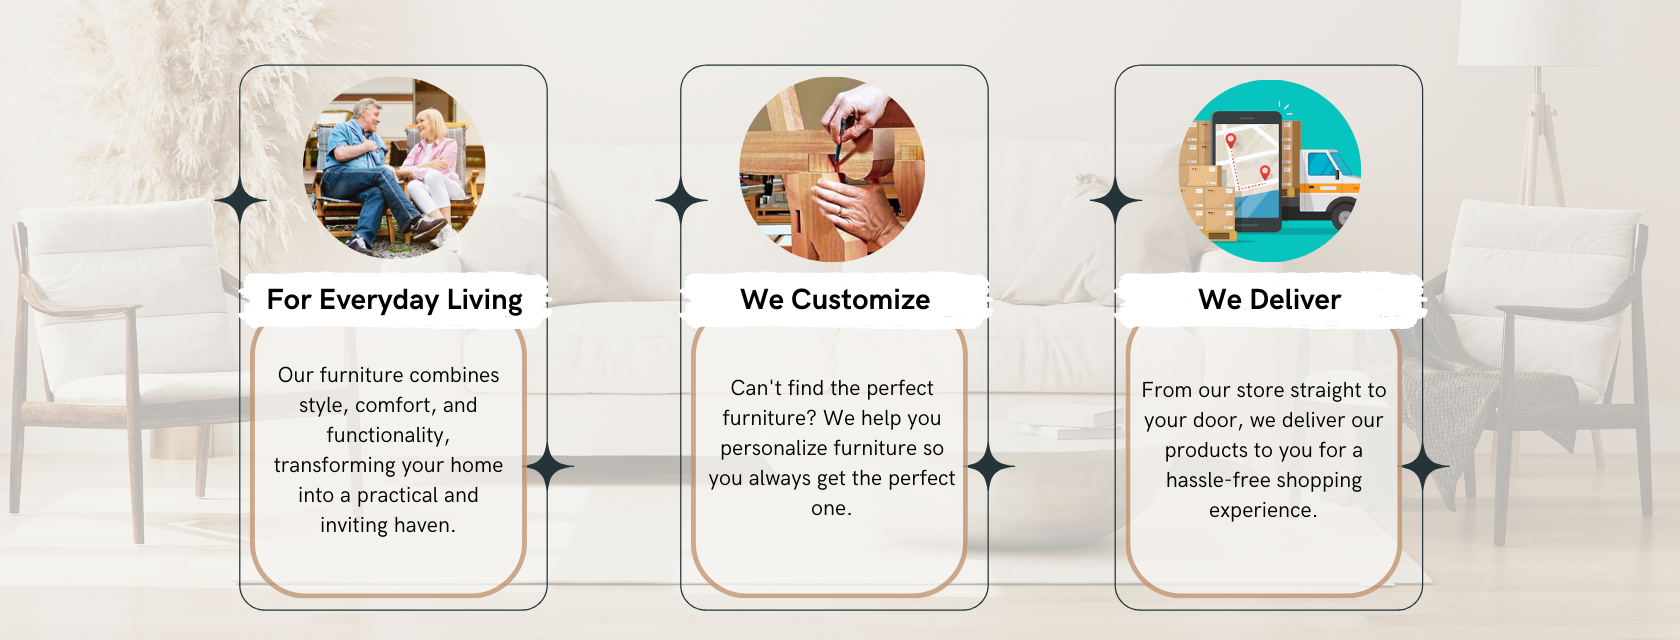 For Everyday Living
Our furniture combines
style, comfort, and
functionality,
transforming your home
into a practical and
inviting haven.
We Customize
Can't find the perfect
furniture? We help you
personalize furniture so
you always get the perfect
one.
We Deliver
From our store straight to
your door, we deliver our
products to you for a
hassle-free shopping
experience.